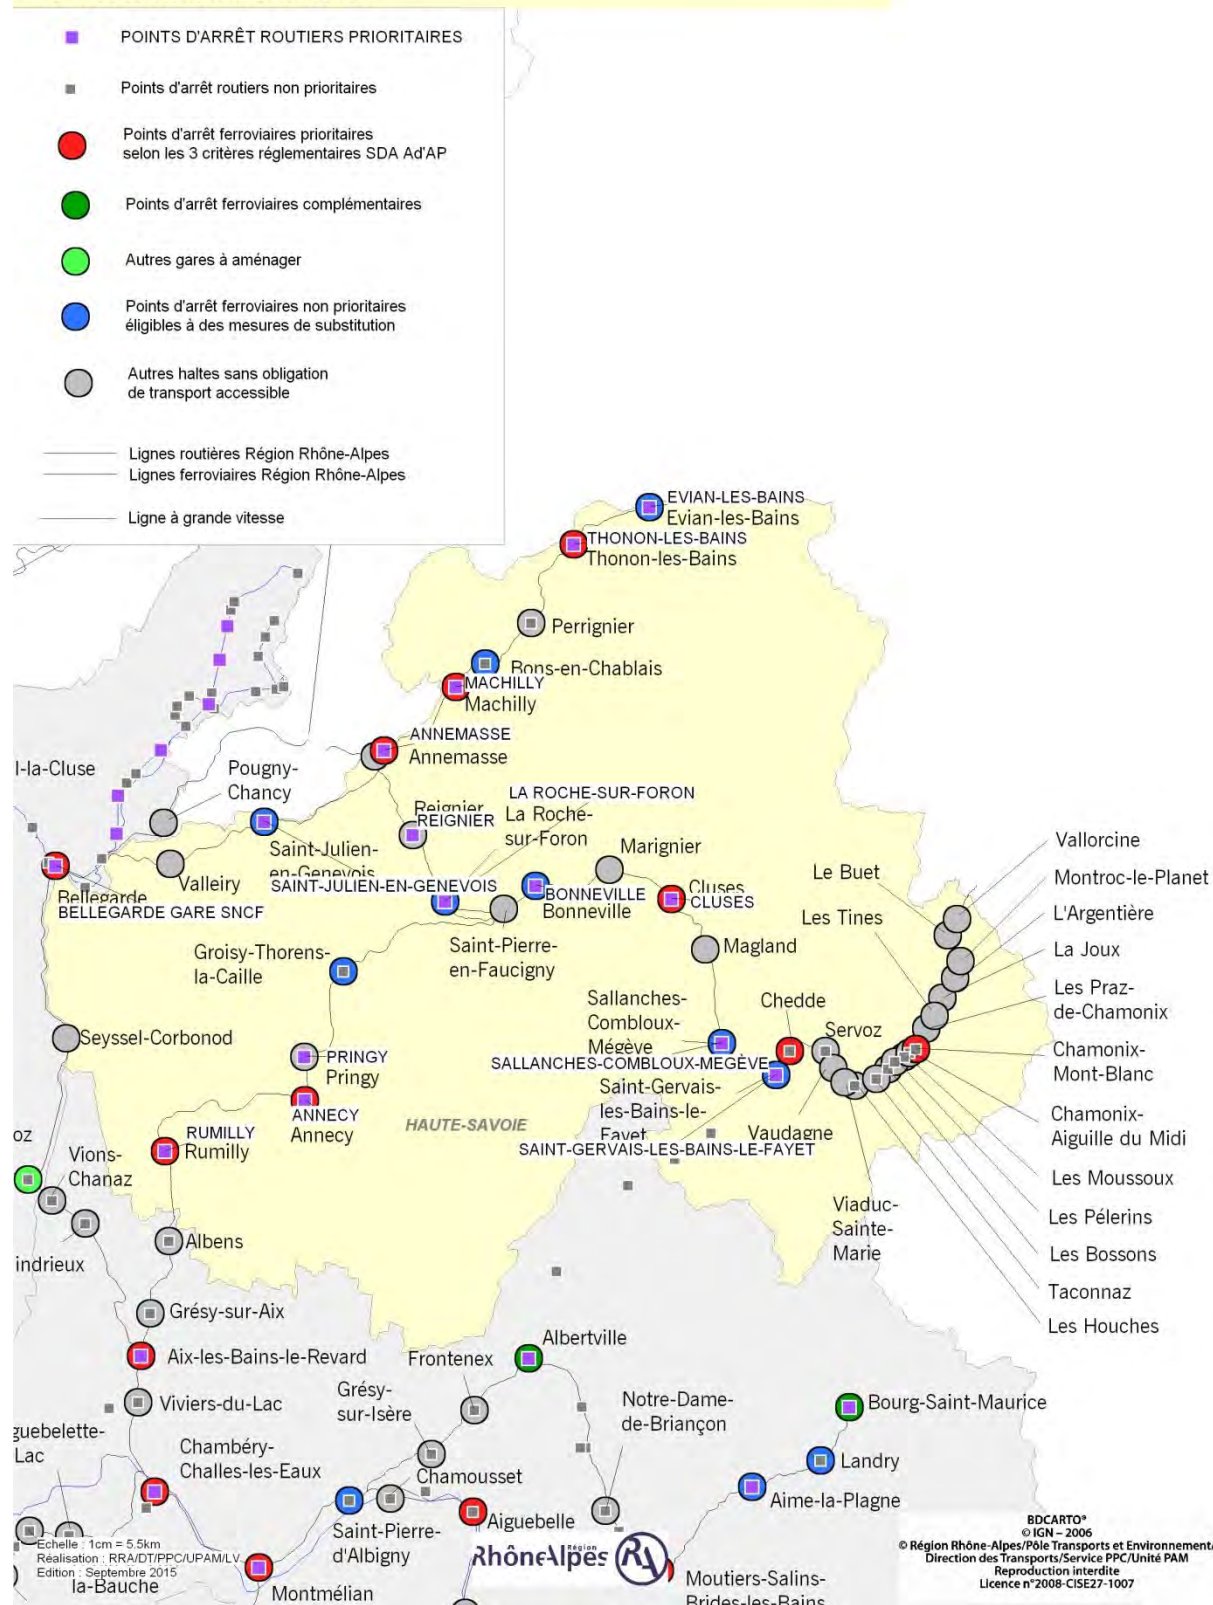 POINTS D'ARRÊT ROUTIERS PRIORITAIRES
Points d'arrêt routiers non prioritaires
Points d'arrêt ferroviaires prioritaires
selon les 3 critères réglementaires SDA Ad'AP
Points d'arrêt ferroviaires complémentaires
Autres gares à aménager
Points d'arrêt ferroviaires non prioritaires
éligibles à des mesures de substitution
Autres haltes sans obligation
de transport accessible
Lignes routières Région Rhône-Alpes
Lignes ferroviaires Région Rhône-Alpes
Ligne à grande vitesse
EVIAN-LES-BAINS
Evian-les-Bains
THONON-LES-BAINS
Thonon-les-Bains
Perrignier
Bons-en-Chablais
MACHILLY
Machilly
ANNEMASSE
Annemasse
l-la-Cluse
Pougny-
Chancy
LA ROCHE-SUR-FORON
Reignier
REIGNIER
La Roche-
sur-Foron
Saint-Julien-
en-Genevois
SAINT-JULIEN-EN-GENEVOIS
Valleiry
Bellegarde
BELLEGARDE GARE SNCF
Marignier
BONNEVILLE
Bonneville
Cluses
CLUSES
Saint-Pierre-
en-Faucigny
Magland
Groisy-Thorens-
la-Caille
Vallorcine
Le Buet
Montroc-le-Planet
Les Tines
L'Argentière
La Joux
Les Praz-
de-Chamonix
Chamonix-
Mont-Blanc
Chamonix-
Aiguille du Midi
Les Moussoux
Les Pélerins
Les Bossons
Taconnaz
Les Houches
Sallanches-
Combloux-
Mégève
SALLANCHES-COMBLOUX-MEGÈVE
Chedde
Servoz
Saint-Gervais-
les-Bains-le-
Fayet
SAINT-GERVAIS-LES-BAINS-LE-FAYET
Vaudagne
Viaduc-
Sainte-
Marie
Seyssel-Corbonod
PRINGY
Pringy
ANNECY
Annecy
HAUTE-SAVOIE
RUMILLY
Rumilly
oz
Vions-
Chanaz
indrieux
Albens
Grésy-sur-Aix
Aix-les-Bains-le-Revard
Viviers-du-Lac
guebelette-
Lac
Chambéry-
Challes-les-Eaux
Frontenex
Albertville
Grésy-
sur-Isère
Notre-Dame-
de-Briançon
Bourg-Saint-Maurice
Landry
Aime-la-Plagne
Chamousset
Saint-Pierre-
d'Albigny
Aiguebelle
Montmélian
la-Bauche
Moutiers-Salins-
Brides-les-Bains
Echelle : 1cm = 5.5km
Réalisation : RRA/DT/PPC/UPAM/LV
Edition : Septembre 2015
Région
RhôneAlpes
RA
BDCARTO®
© IGN – 2006
© Région Rhône-Alpes/Pôle Transports et Environnement/
Direction des Transports/Service PPC/Unité PAM
Reproduction interdite
Licence n°2008-CISE27-1007